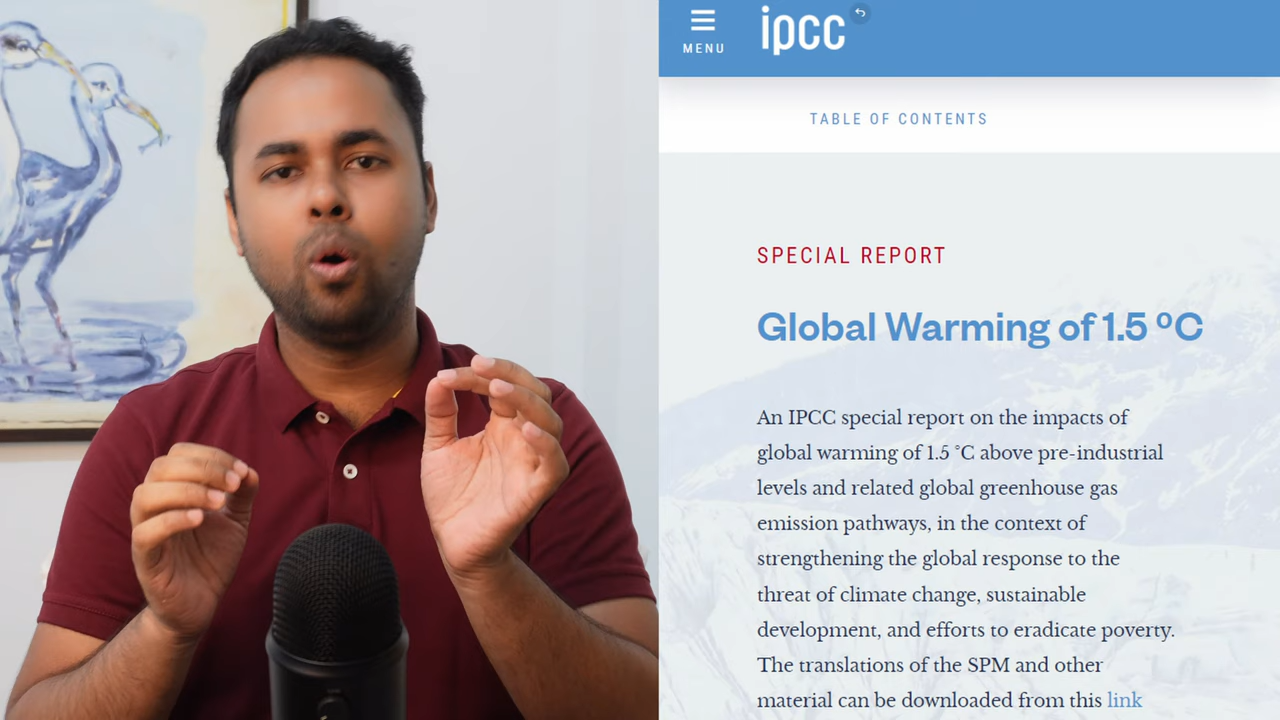 MENU
ipcc
TABLE OF CONTENTS
SPECIAL REPORT
Global Warming of 1.5 ºC
An IPCC special report on the impacts of
global warming of 1.5 °C above pre-industrial
levels and related global greenhouse gas
emission pathways, in the context of
strengthening the global response to the
threat of climate change, sustainable
development, and efforts to eradicate poverty.
The translations of the SPM and other
material can be downloaded from this link